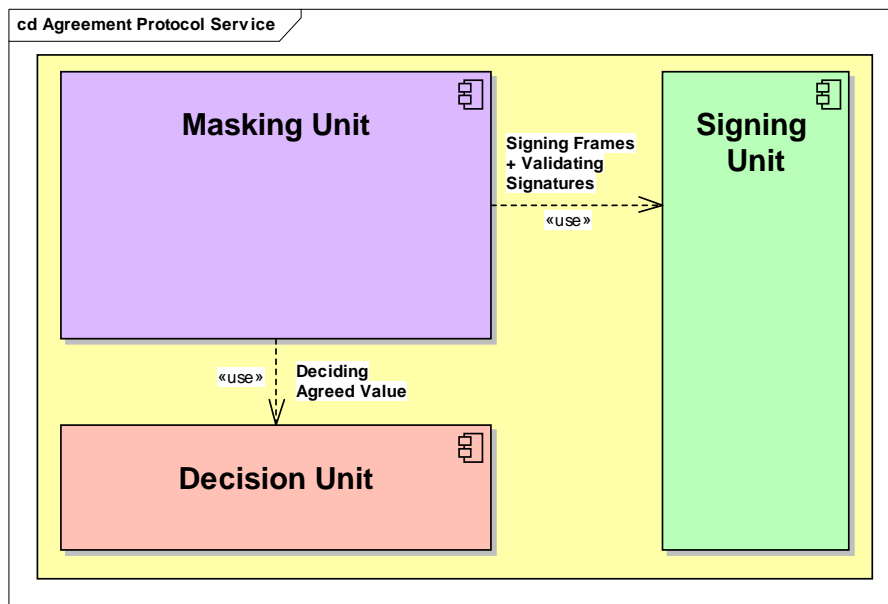 cd Agreement Protocol Service
Masking Unit
Signing
Unit
Signing Frames
+ Validating
Signatures
«use»
«use»
Deciding
Agreed Value
Decision Unit